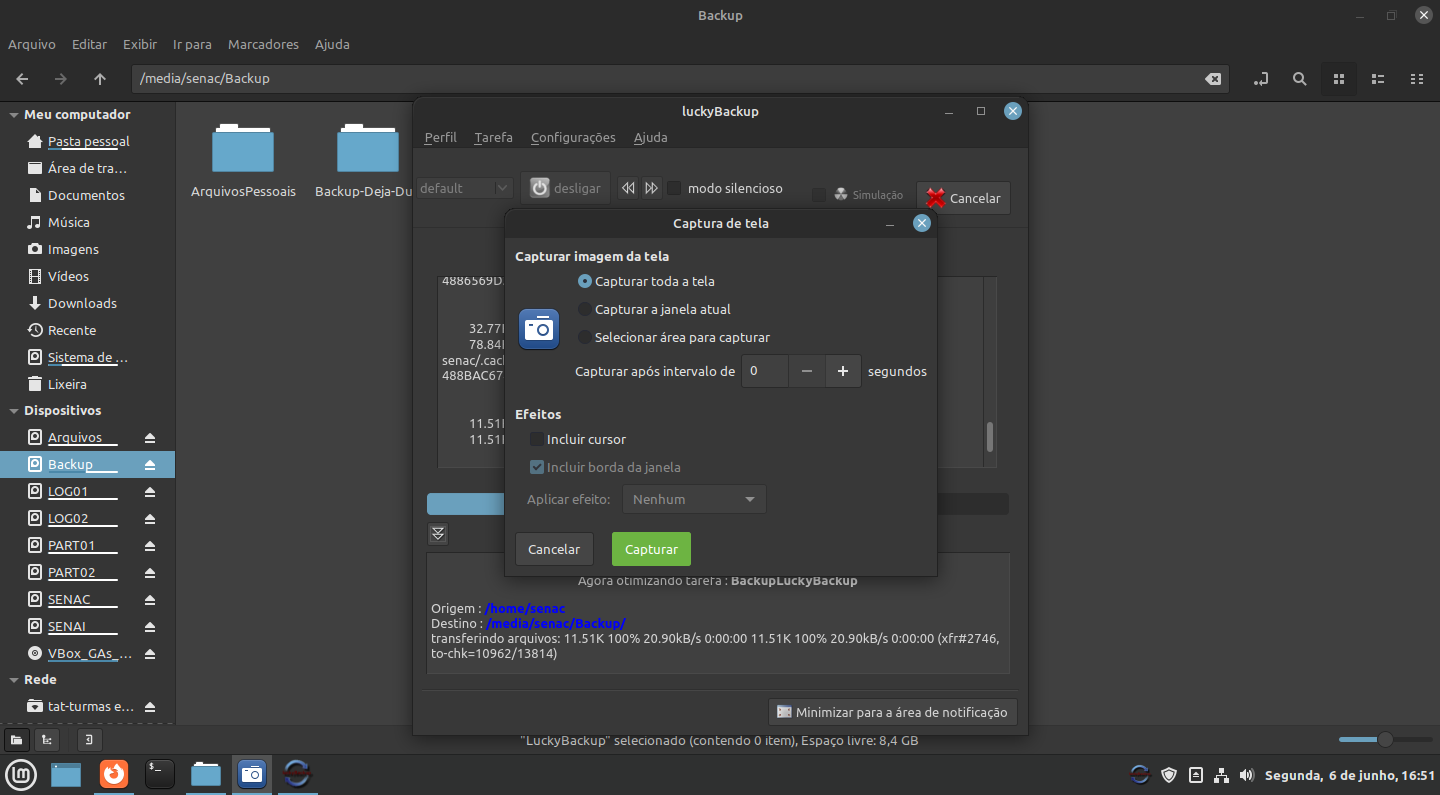 Backup
Arquivo Editar Exibir Ir para Marcadores Ajuda
/media/senac/Backup
Meu computador
Pasta pessoal
Área de tra...
Documentos
Música
Imagens
Vídeos
Downloads
Recente
Sistema de ...
Lixeira
Dispositivos
Arquivos
Backup
LOG01
LOG02
PART01
PART02
SENAC
SENAI
VBox_GAs_...
Rede
tat-turmas e...
ArquivosPessoais
Backup-Deja-Du
luckyBackup
Perfil Tarefa Configurações Ajuda
default desligar modo silencioso Simulação Cancelar
4886569D
32.77
78.84
senac/.cac
488BAC67
11.51
11.51
Captura de tela
Capturar imagem da tela
Capturar toda a tela
Capturar a janela atual
Selecionar área para capturar
Capturar após intervalo de 0 segundos
Efeitos
Incluir cursor
Incluir borda da janela
Aplicar efeito: Nenhum
Cancelar Capturar
Agora otimizando tarefa : BackupLuckyBackup
Origem : /home/senac
Destino : /media/senac/Backup/
transferindo arquivos: 11.51K 100% 20.90kB/s 0:00:00 11.51K 100% 20.90kB/s 0:00:00 (xfr#2746,
to-chk=10962/13814)
Minimizar para a área de notificação
"LuckyBackup" selecionado (contendo 0 item), Espaço livre: 8,4 GB
Segunda, 6 de junho, 16:51